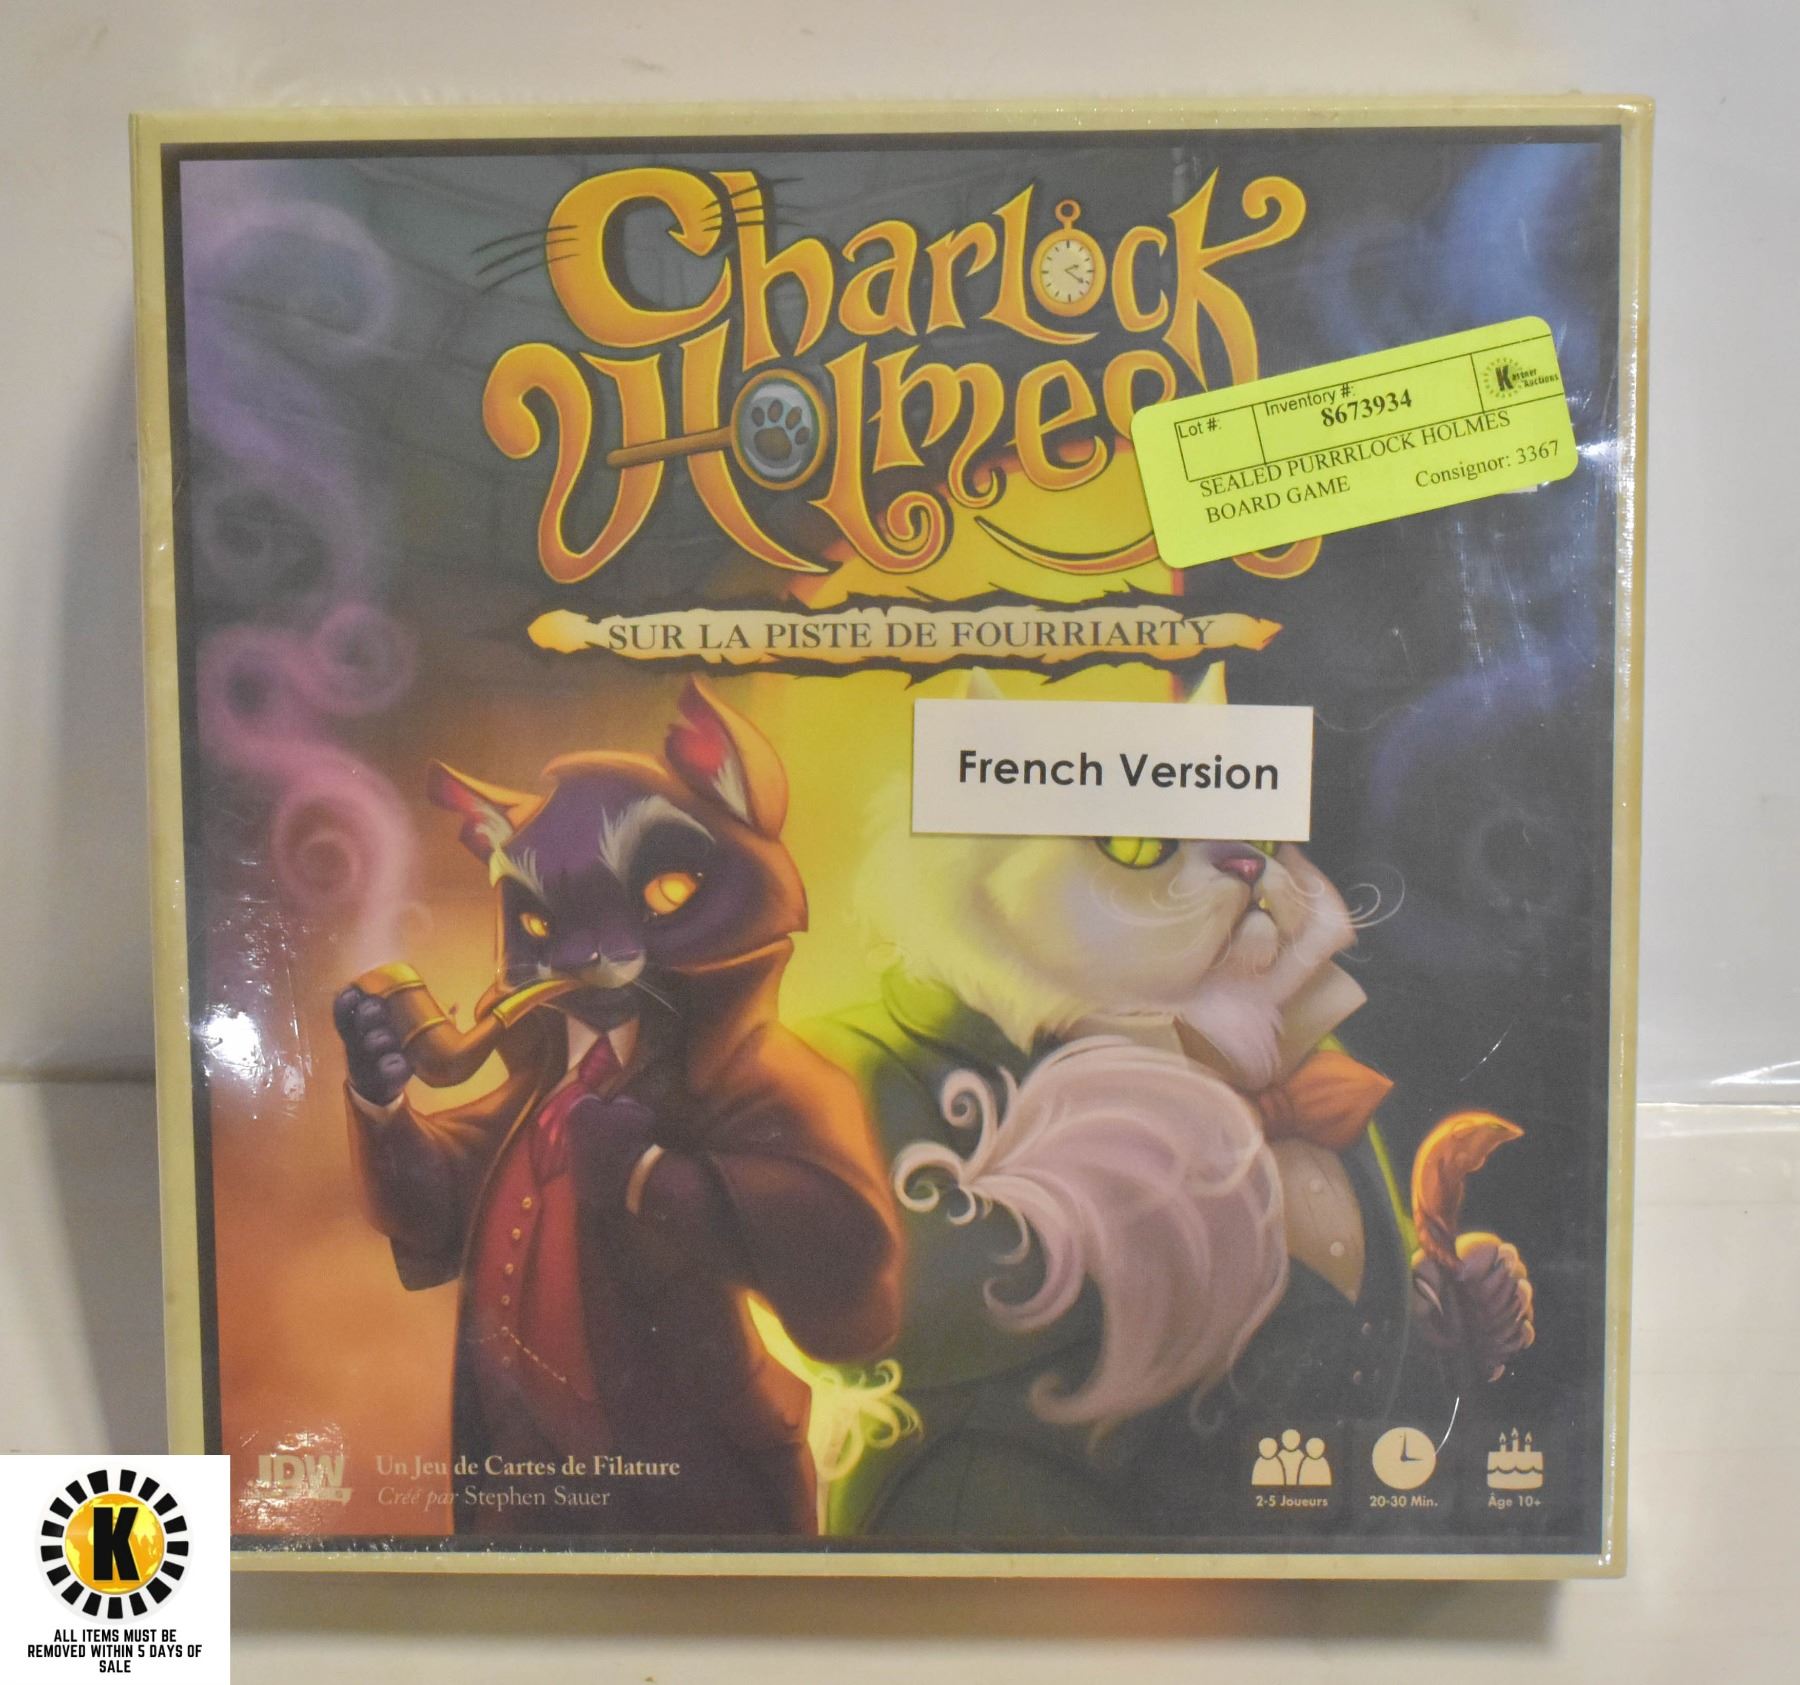 Charlock
Holmes
Lot #:
Inventory #:
8673934
Kastner
Auctions
SEALED PURRRLOCK HOLMES
BOARD GAME
Consignor: 3367
SUR LA PISTE DE FOURRIARTY
French Version
IDW
Un Jeu de Cartes de Filature
Créé par Stephen Sauer
2-5 Joueurs
20-30 Min.
Âge 10+
K
ALL ITEMS MUST BE
REMOVED WITHIN 5 DAYS OF
SALE